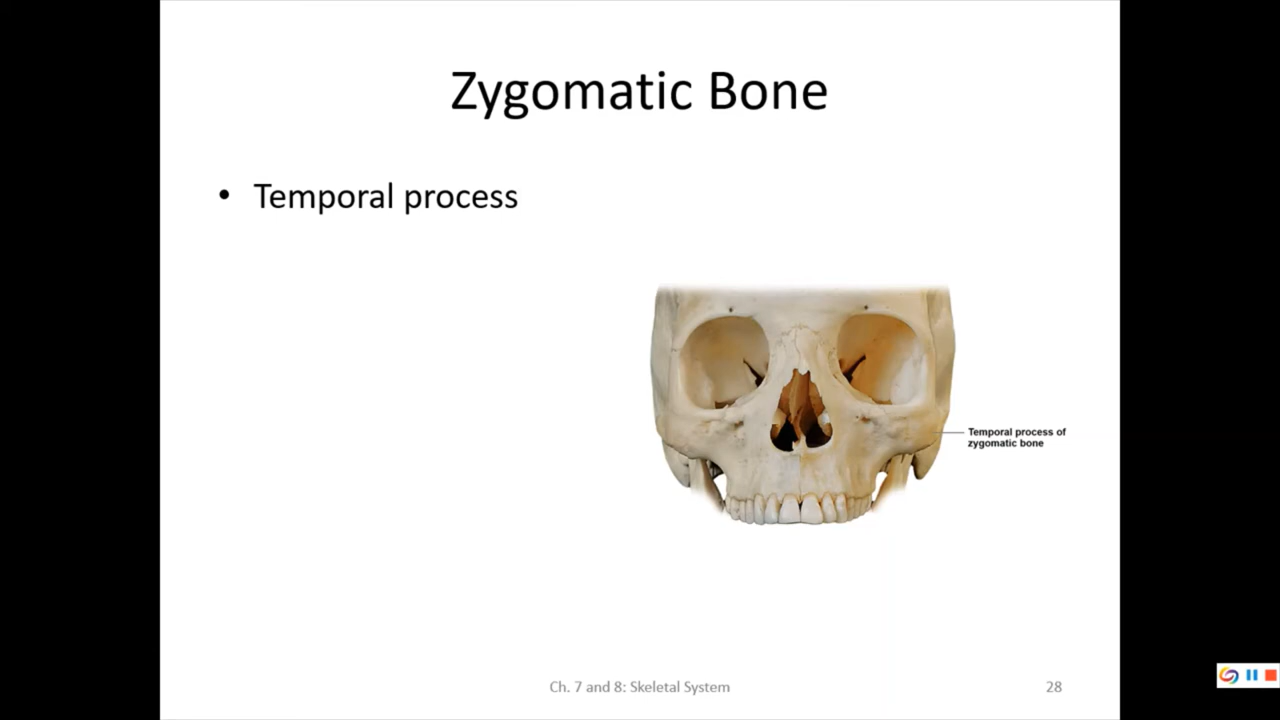 Zygomatic Bone
• Temporal process
Temporal process of
zygomatic bone
Ch. 7 and 8: Skeletal System
28